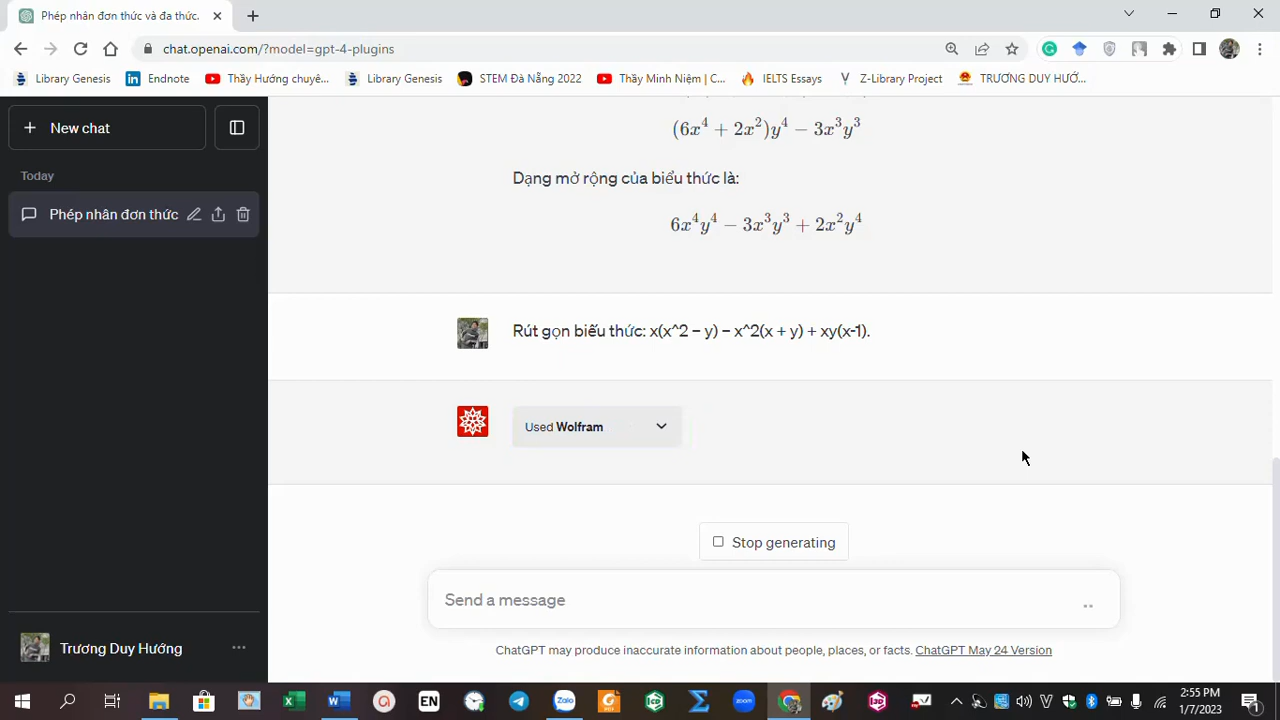 Phép nhân đơn thức và đa thức.
chat.openai.com/?model=gpt-4-plugins
Library Genesis
Endnote
Thầy Hướng chuyê...
Library Genesis
STEM Đà Nẵng 2022
Thầy Minh Niệm | C...
IELTS Essays
Z-Library Project
TRƯƠNG DUY HƯỚ...
New chat
Today
Phép nhân đơn thức
(6x^4 + 2x^2)y^4 − 3x^3y^3
Dạng mở rộng của biểu thức là:
6x^4y^4 − 3x^3y^3 + 2x^2y^4
Rút gọn biếu thức: x(x^2 − y) − x^2(x + y) + xy(x-1).
Used Wolfram
Stop generating
Send a message
ChatGPT may produce inaccurate information about people, places, or facts. ChatGPT May 24 Version
Trương Duy Hướng
EN
zoom
2:55 PM
1/7/2023